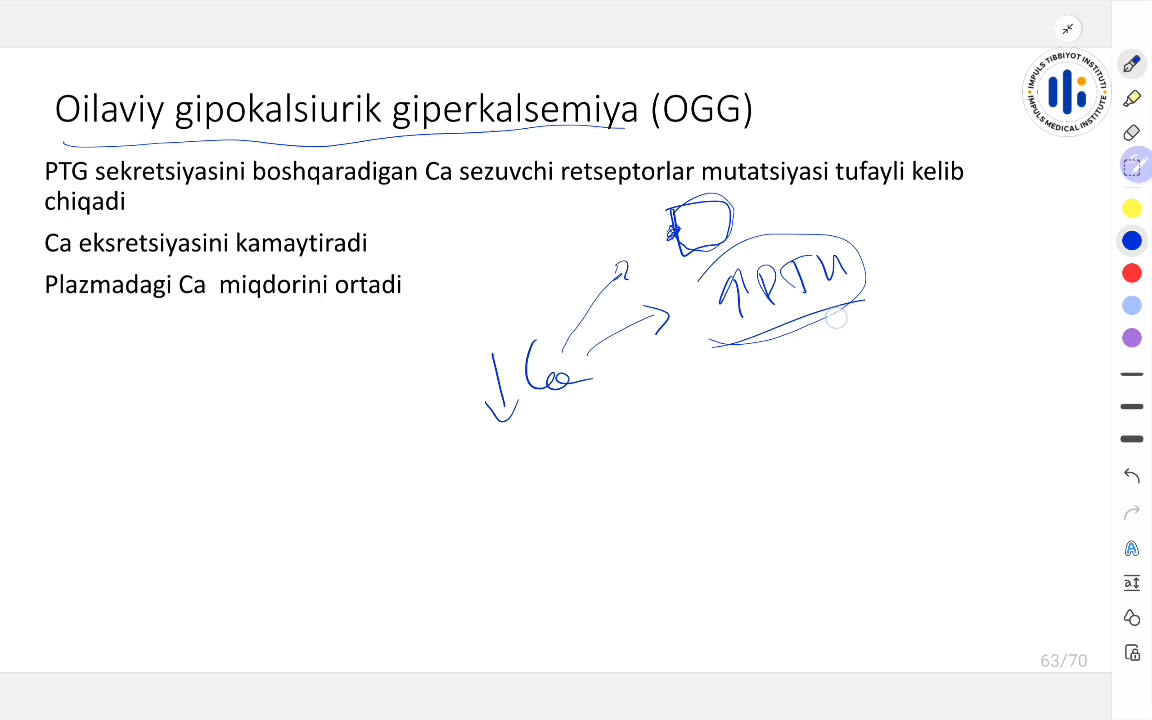 Oilaviy gipokalsiurik giperkalsemiya (OGG)
IMPULS TIBBIYOT INSTITUTI
IMPULS MEDICAL INSTITUTE
PTG sekretsiyasini boshqaradigan Ca sezuvchi retseptorlar mutatsiyasi tufayli kelib
chiqadi
Ca eksretsiyasini kamaytiradi
Plazmadagi Ca miqdorini ortadi
↑PTH
↓Ca
63/70